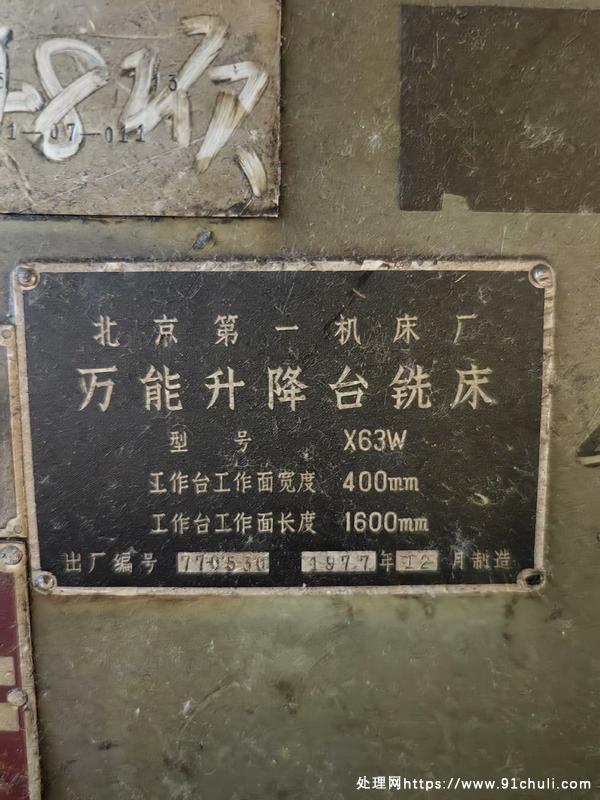 1-07-011
北京第一机床厂
万能升降台铣床
型号 X63W
工作台工作面宽度 400mm
工作台工作面长度 1600mm
出厂编号 770530 1977年12月制造
处理网https://www.91chuli.com